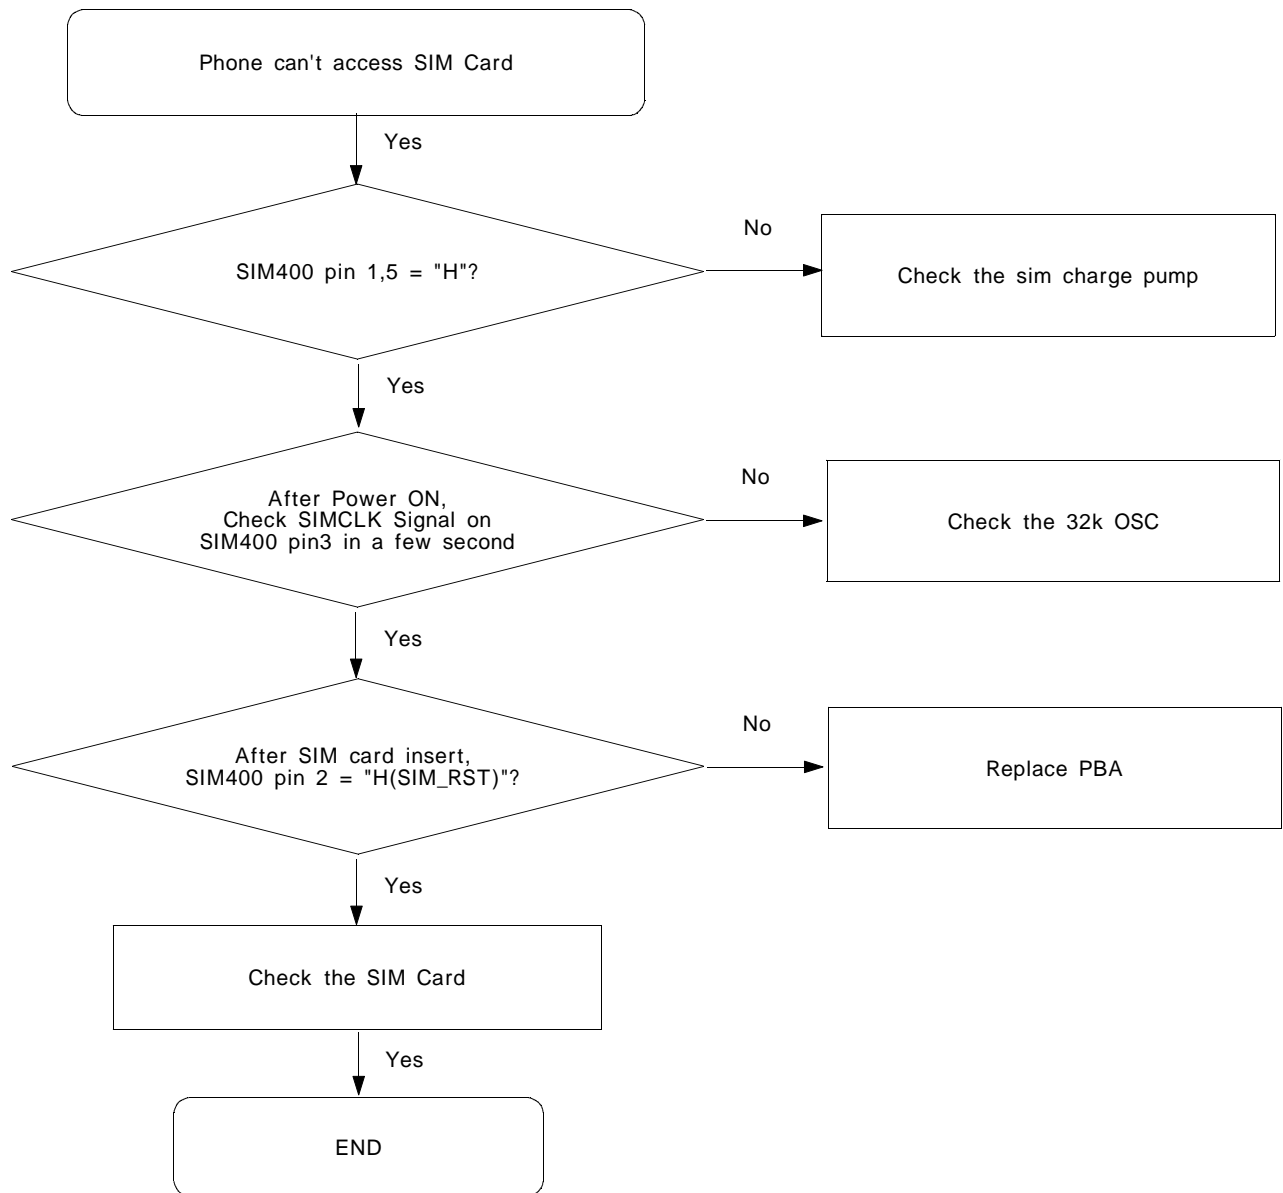 Phone can't access SIM Card
Yes
SIM400 pin 1,5 = "H"?
No
Check the sim charge pump
Yes
After Power ON,
Check SIMCLK Signal on
SIM400 pin3 in a few second
No
Check the 32k OSC
Yes
After SIM card insert,
SIM400 pin 2 = "H(SIM_RST)"?
No
Replace PBA
Yes
Check the SIM Card
Yes
END